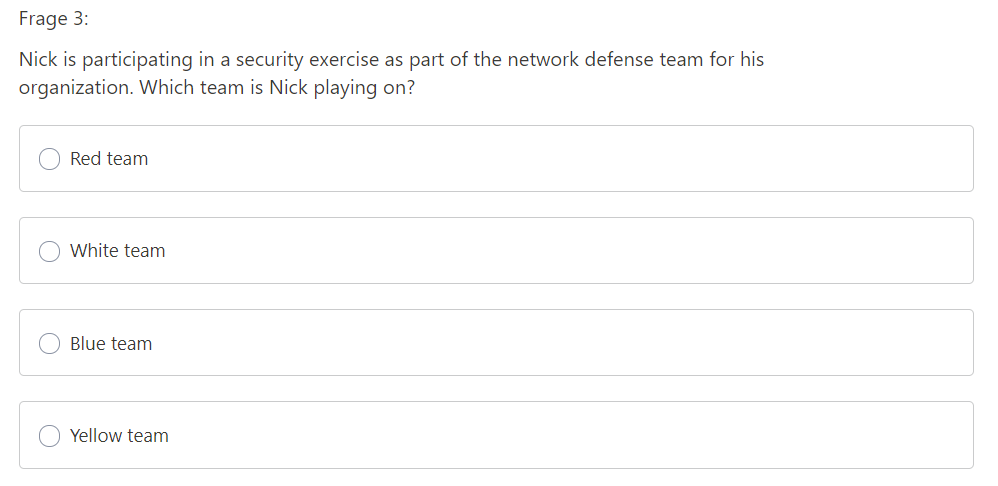 Frage 3:
Nick is participating in a security exercise as part of the network defense team for his
organization. Which team is Nick playing on?
Red team
White team
Blue team
Yellow team